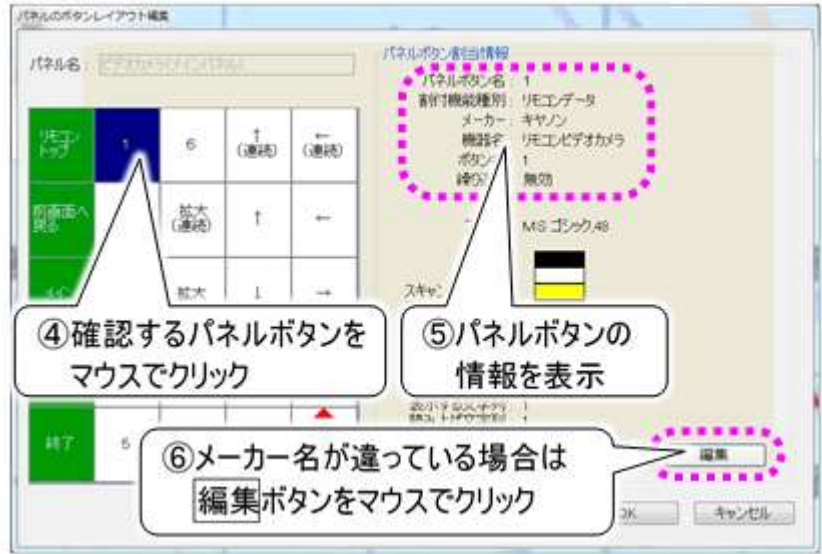 パネルのボタンレイアウト編集
パネル名:
パネルボタン割当情報
パネルボタン名: 1
割付機能種別: リモコンデータ
メーカー: キヤノン
機器名: リモコンビデオカメラ
ボタン 1
繰り 無効
MS ゴシック,48
スキャン
リモコン
トップ
1
6
↑
(連続)
←
(連続)
前画面へ
戻る
拡大
(連続)
↑
←
拡大
↓
→
④確認するパネルボタンを
マウスでクリック
⑤パネルボタンの
情報を表示
終了
⑥メーカー名が違っている場合は
編集ボタンをマウスでクリック
編集
OK
キャンセル